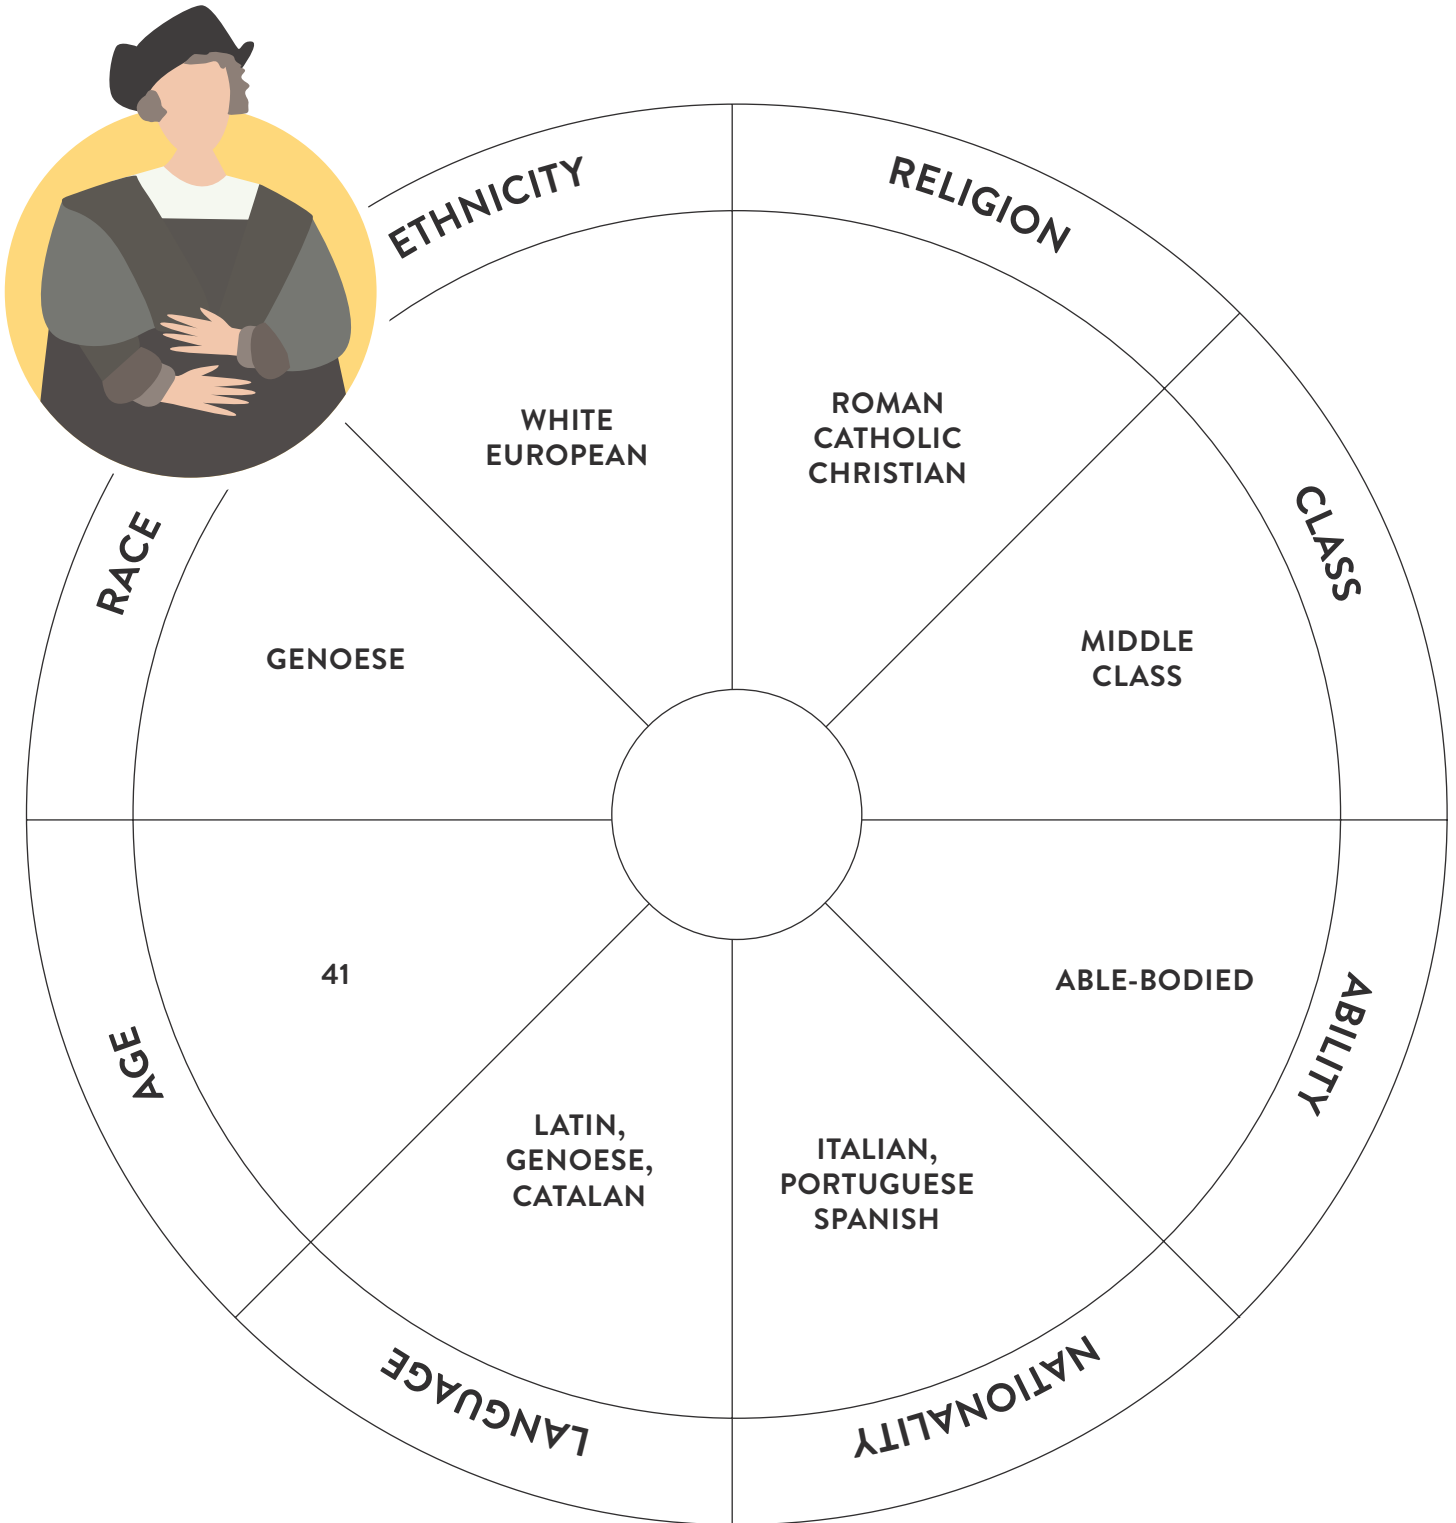 ETHNICITY
WHITE
EUROPEAN
RELIGION
ROMAN
CATHOLIC
CHRISTIAN
CLASS
MIDDLE
CLASS
ABILITY
ABLE-BODIED
NATIONALITY
ITALIAN,
PORTUGUESE
SPANISH
LANGUAGE
LATIN,
GENOESE,
CATALAN
AGE
41
RACE
GENOESE